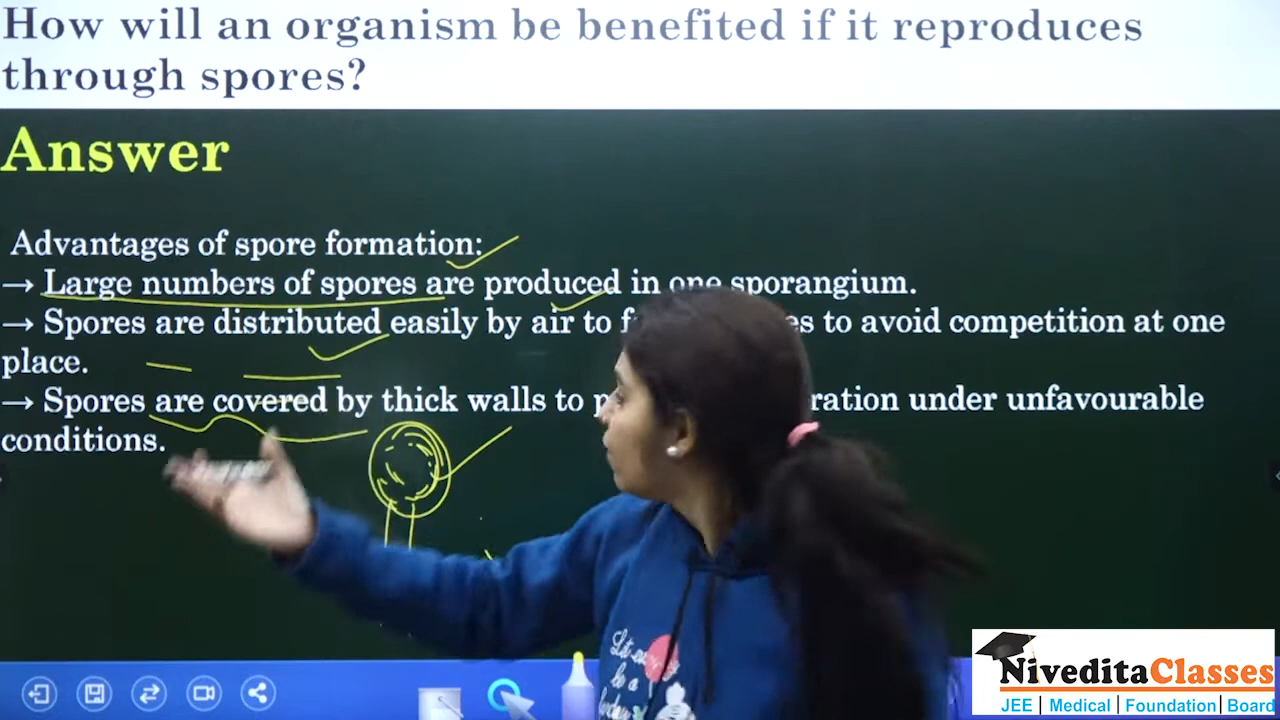 How will an organism be benefited if it reproduces
through spores?
Answer
Advantages of spore formation:
→ Large numbers of spores are produced in one sporangium.
→ Spores are distributed easily by air to es to avoid competition at one
place.
→ Spores are covered by thick walls to ration under unfavourable
conditions.
be a
NiveditaClasses
JEE | Medical | Foundation | Board